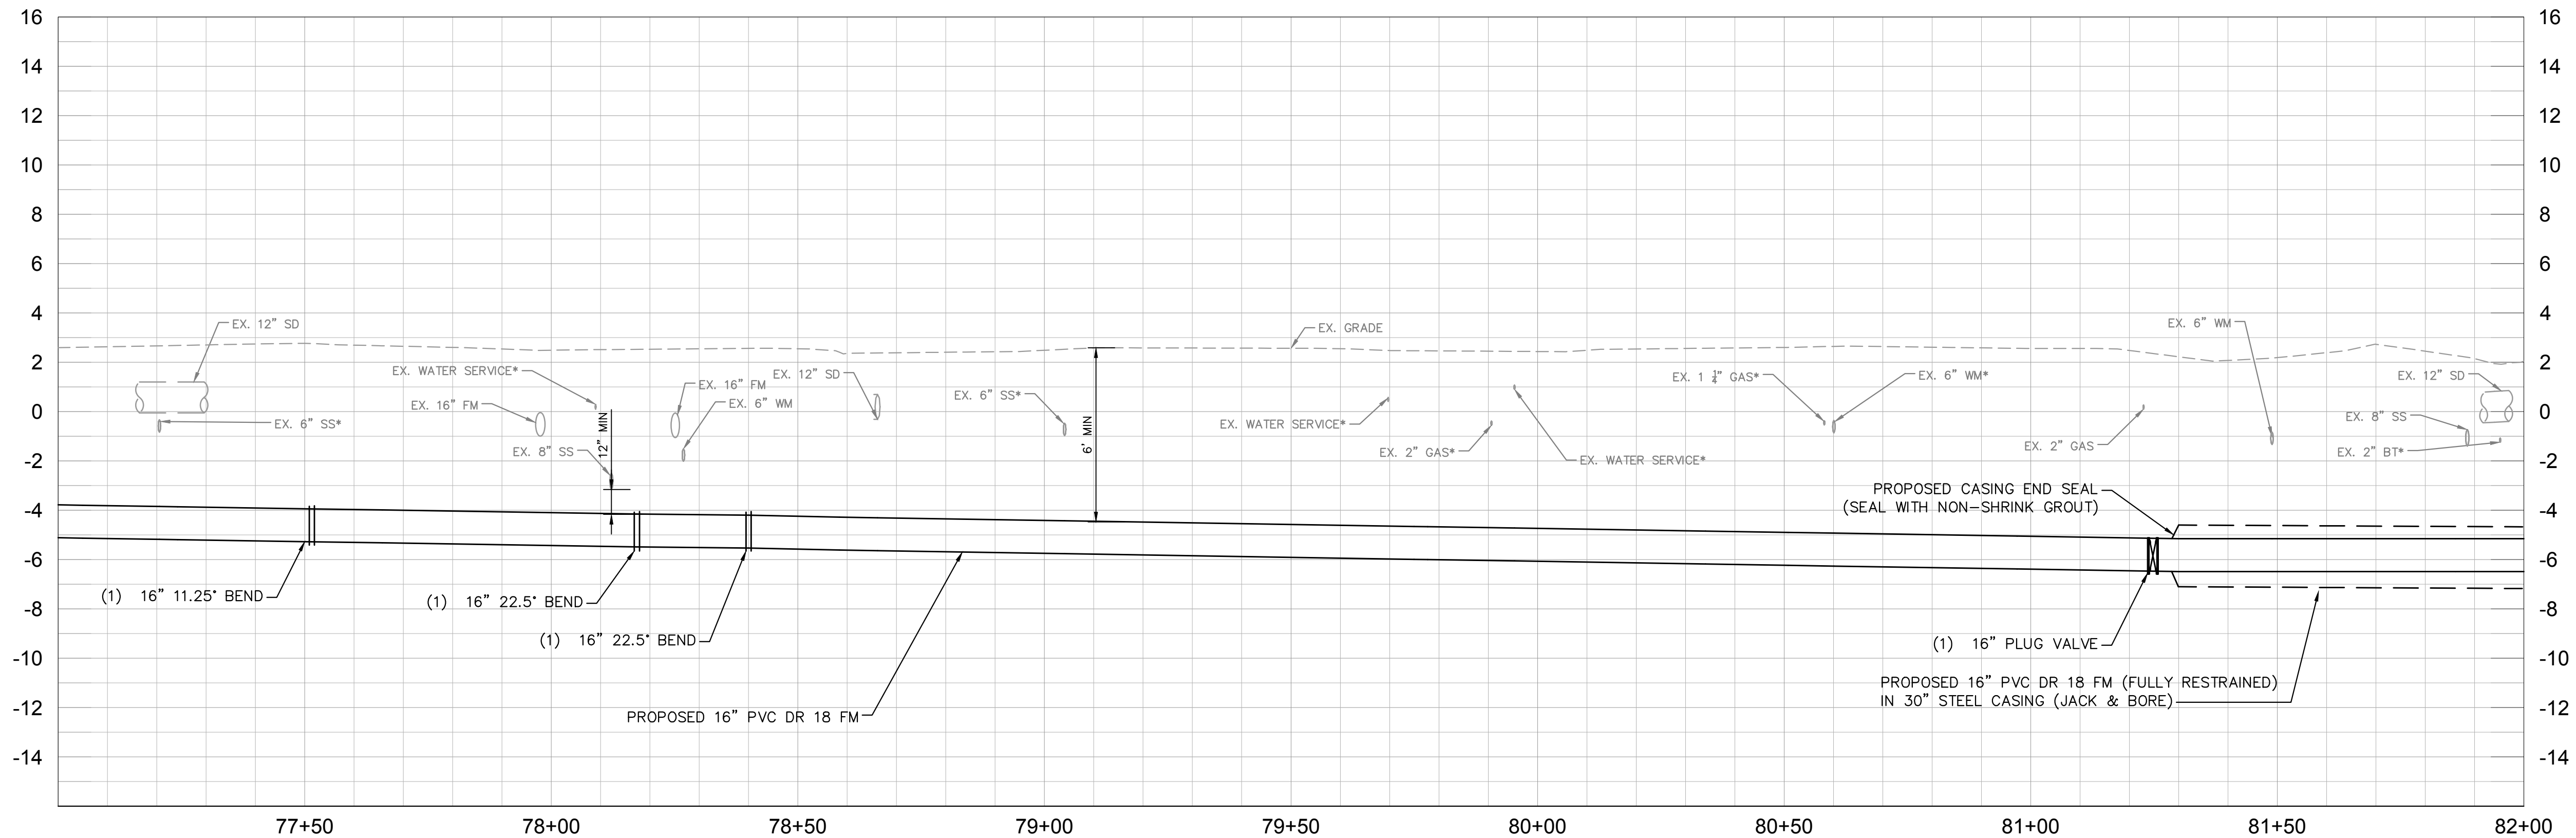 16
14
12
10
8
6
4
2
0
-2
-4
-6
-8
-10
-12
-14
16
14
12
10
8
6
4
2
0
-2
-4
-6
-8
-10
-12
-14
EX. 12" SD
EX. 6" SS*
EX. WATER SERVICE*
EX. 16" FM
EX. 8" SS
12" MIN
EX. 16" FM
EX. 6" WM
EX. 12" SD
EX. 6" SS*
6' MIN
EX. GRADE
EX. WATER SERVICE*
EX. 2" GAS*
EX. WATER SERVICE*
EX. 1 1/4" GAS*
EX. 6" WM*
EX. 2" GAS
EX. 6" WM
EX. 12" SD
EX. 8" SS
EX. 2" BT*
PROPOSED CASING END SEAL
(SEAL WITH NON-SHRINK GROUT)
(1) 16" 11.25° BEND
(1) 16" 22.5° BEND
(1) 16" 22.5° BEND
PROPOSED 16" PVC DR 18 FM
(1) 16" PLUG VALVE
PROPOSED 16" PVC DR 18 FM (FULLY RESTRAINED)
IN 30" STEEL CASING (JACK & BORE)
77+50
78+00
78+50
79+00
79+50
80+00
80+50
81+00
81+50
82+00